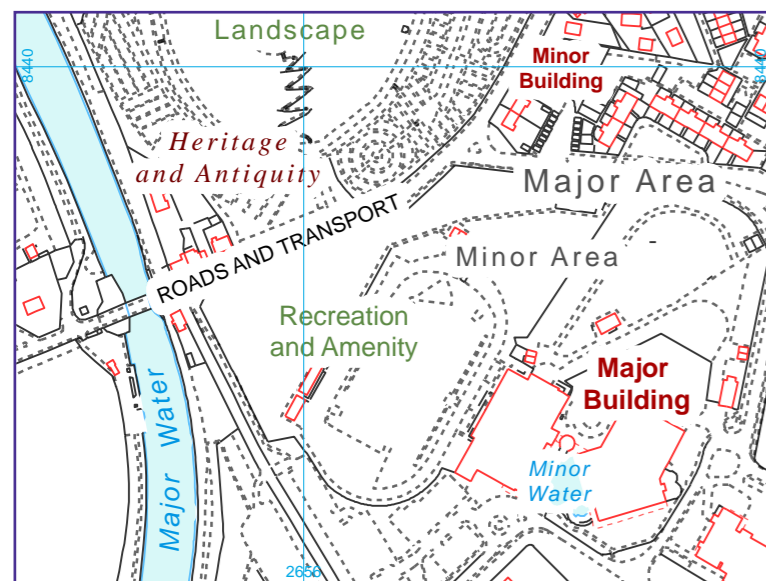 Landscape
8440
8440
Minor
Building
Heritage
and Antiquity
Major Area
ROADS AND TRANSPORT
Minor Area
Recreation
and Amenity
Major
Building
Major Water
Minor
Water
2656